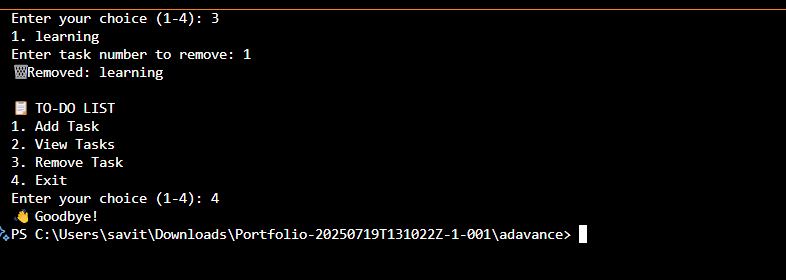 Enter your choice (1-4): 3
1. learning
Enter task number to remove: 1
🗑️Removed: learning
📋 TO-DO LIST
1. Add Task
2. View Tasks
3. Remove Task
4. Exit
Enter your choice (1-4): 4
👋 Goodbye!
PS C:\Users\savit\Downloads\Portfolio-20250719T131022Z-1-001\adavance>